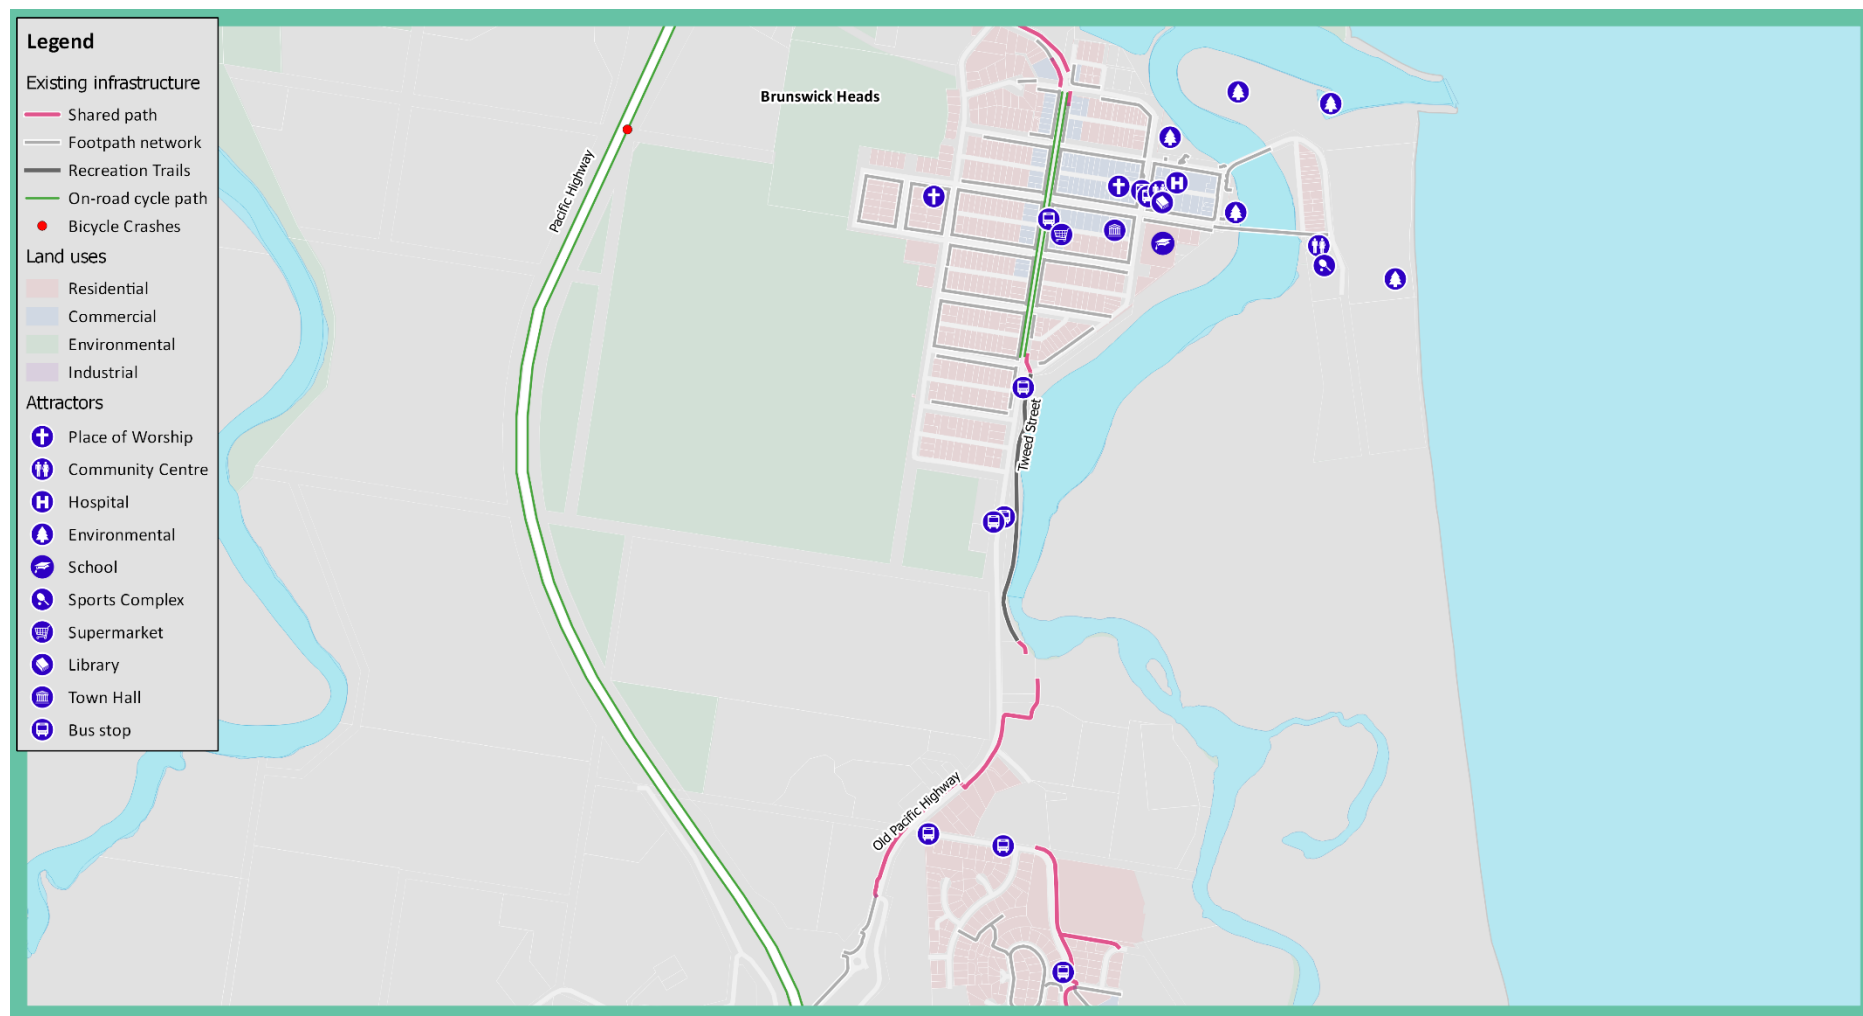 Legend
Existing infrastructure
Shared path
Footpath network
Recreation Trails
On-road cycle path
Bicycle Crashes
Land uses
Residential
Commercial
Environmental
Industrial
Attractors
Place of Worship
Community Centre
Hospital
Environmental
School
Sports Complex
Supermarket
Library
Town Hall
Bus stop
Brunswick Heads
Pacific Highway
Tweed Street
Old Pacific Highway